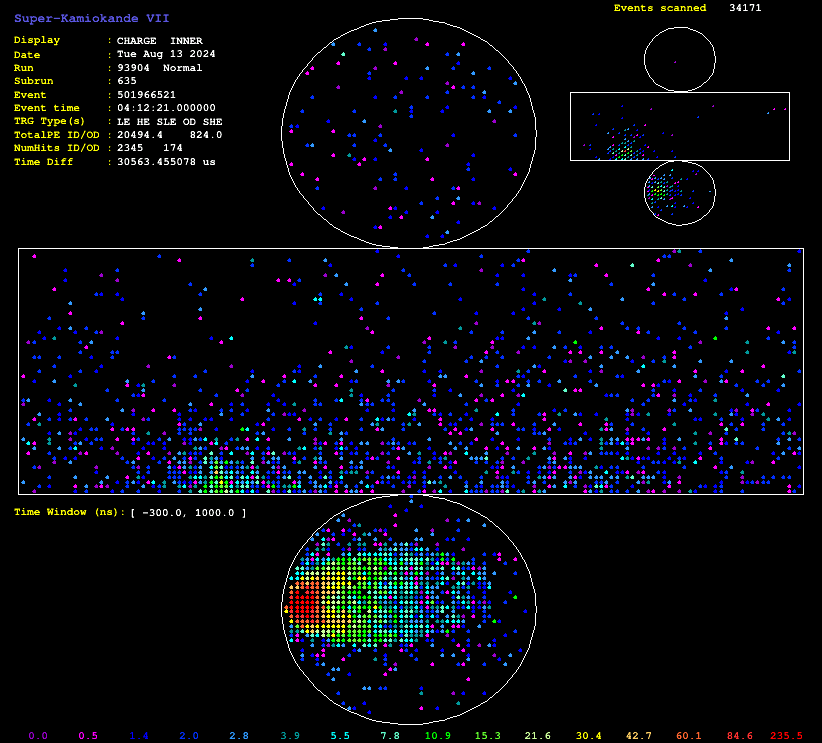 Super-Kamiokande VII
Events scanned 34171
Display : CHARGE INNER
Date : Tue Aug 13 2024
Run : 93904 Normal
Subrun : 635
Event : 501966521
Event time : 04:12:21.000000
TRG Type(s) : LE HE SLE OD SHE
TotalPE ID/OD : 20494.4 824.0
NumHits ID/OD : 2345 174
Time Diff : 30563.455078 us
Time Window (ns): [ -300.0, 1000.0 ]
0.0 0.5 1.4 2.0 2.8 3.9 5.5 7.8 10.9 15.3 21.6 30.4 42.7 60.1 84.6 235.5